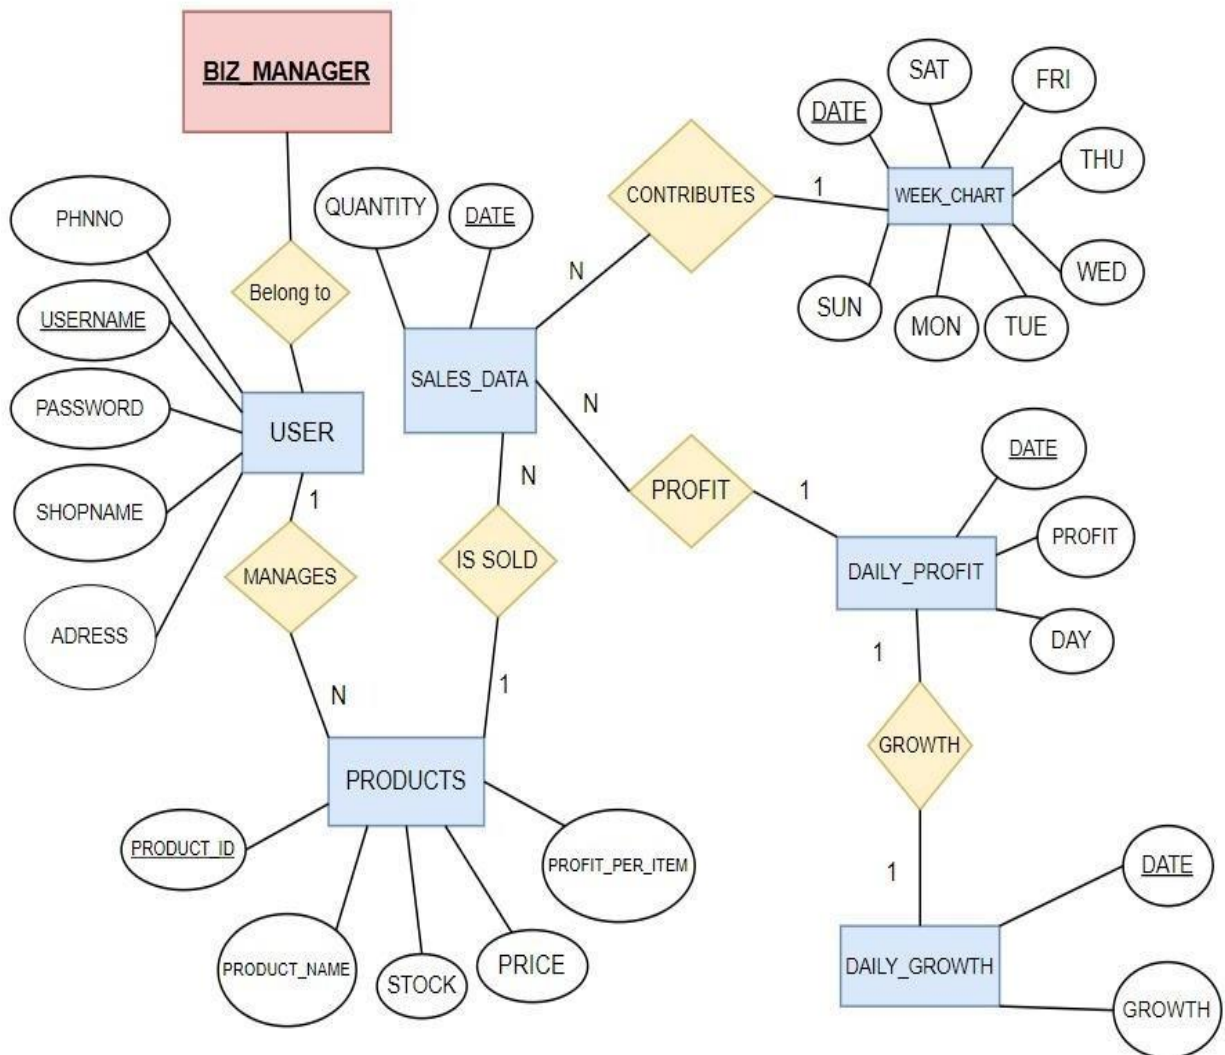 BIZ_MANAGER
SAT
FRI
DATE
THU
PHNNO
QUANTITY
DATE
CONTRIBUTES
1
WEEK_CHART
Belong to
N
WED
USERNAME
SUN
MON
TUE
PASSWORD
SALES_DATA
N
USER
DATE
SHOPNAME
1
N
PROFIT
1
PROFIT
MANAGES
IS SOLD
DAILY_PROFIT
ADRESS
1
DAY
N
1
GROWTH
PRODUCTS
PRODUCT_ID
PROFIT_PER_ITEM
1
DATE
PRODUCT_NAME
STOCK
PRICE
DAILY_GROWTH
GROWTH